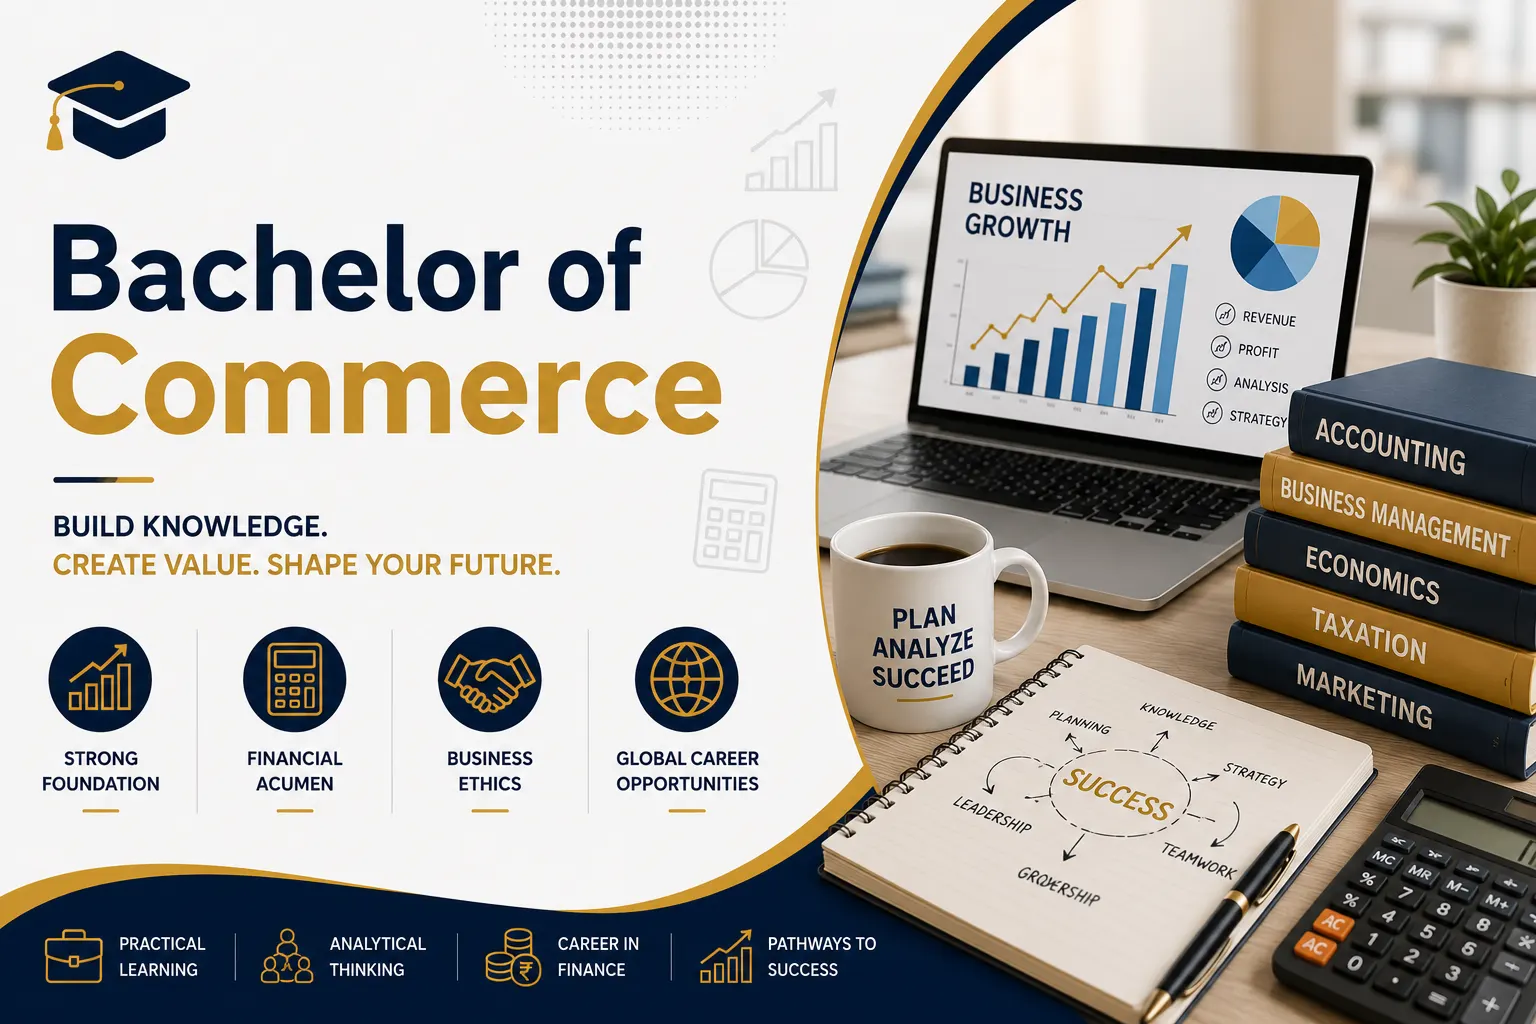 Bachelor of
Commerce
BUILD KNOWLEDGE.
CREATE VALUE. SHAPE YOUR FUTURE.
STRONG
FOUNDATION
FINANCIAL
ACUMEN
BUSINESS
ETHICS
GLOBAL CAREER
OPPORTUNITIES
PRACTICAL
LEARNING
ANALYTICAL
THINKING
CAREER IN
FINANCE
₹
PATHWAYS TO
SUCCESS
BUSINESS
GROWTH
REVENUE
PROFIT
ANALYSIS
STRATEGY
ACCOUNTING
BUSINESS MANAGEMENT
ECONOMICS
TAXATION
MARKETING
PLAN
ANALYZE
SUCCEED
KNOWLEDGE
PLANNING
STRATEGY
SUCCESS
LEADERSHIP
TEAMWORK
MC MR M- M+
% 7 8 8
% 4 5 6
AC 1 2 3
AC 0 . =